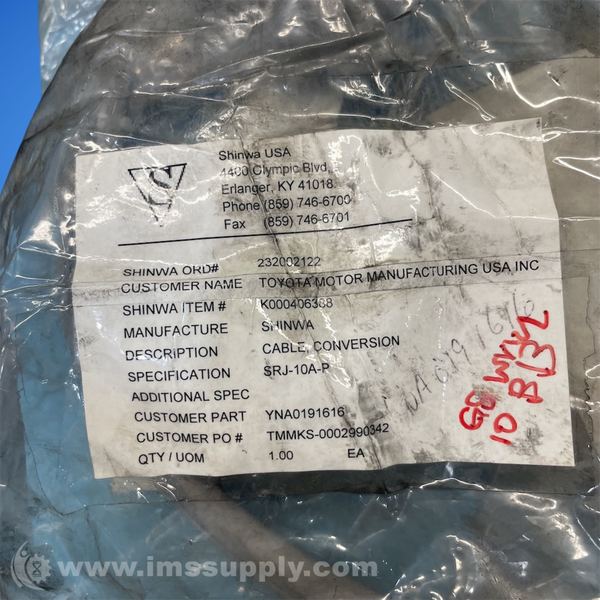 S
Shinwa USA
4400 Olympic Blvd,
Erlanger, KY 41018
Phone (859) 746-6700
Fax (859) 746-6701
SHINWA ORD# 232002122
CUSTOMER NAME TOYOTA MOTOR MANUFACTURING USA INC
SHINWA ITEM # K000406388
MANUFACTURE SHINWA
DESCRIPTION CABLE, CONVERSION
SPECIFICATION SRJ-10A-P
ADDITIONAL SPEC
CUSTOMER PART YNA0191616
CUSTOMER PO # TMMKS-0002990342
QTY / UOM 1.00 EA
10 B 13
www.imssupply.com